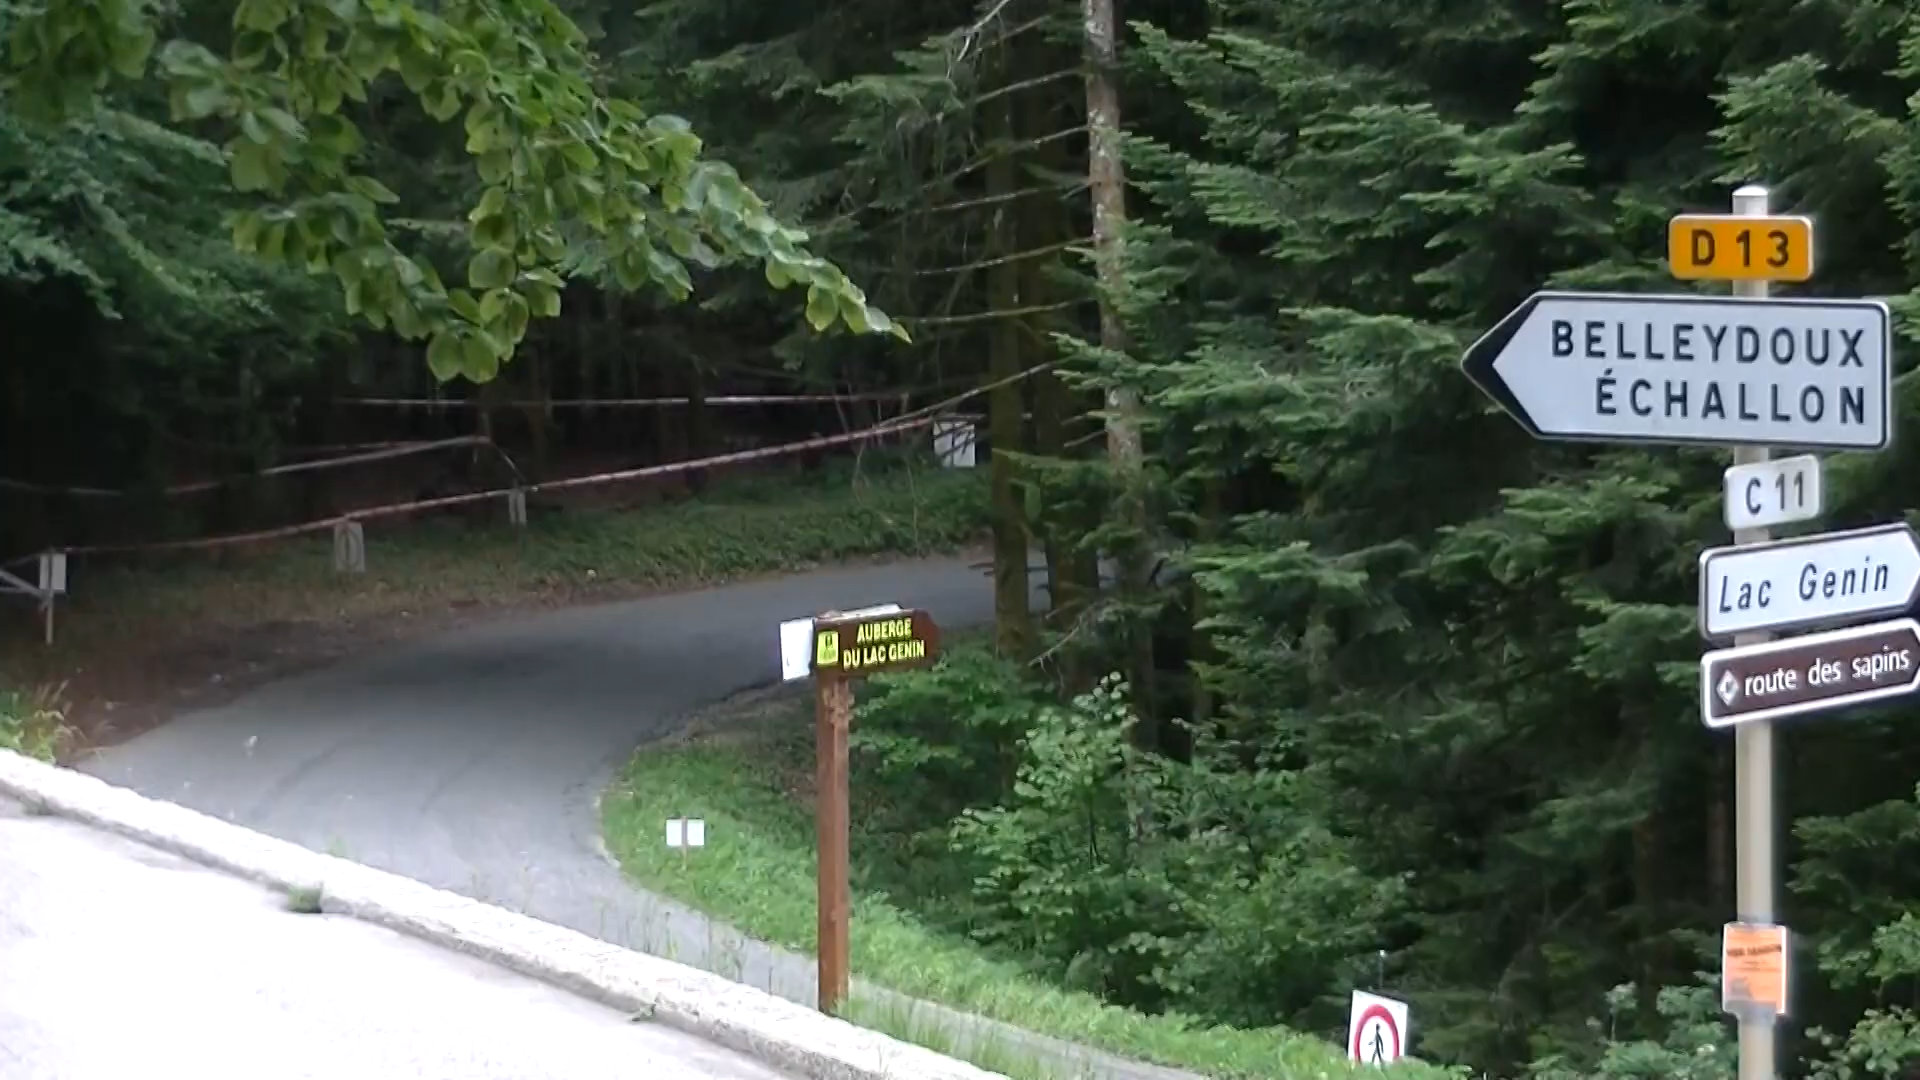 D 13
BELLEYDOUX
ÉCHALLON
C 11
Lac Genin
route des sapins
AUBERGE
DU LAC GENIN